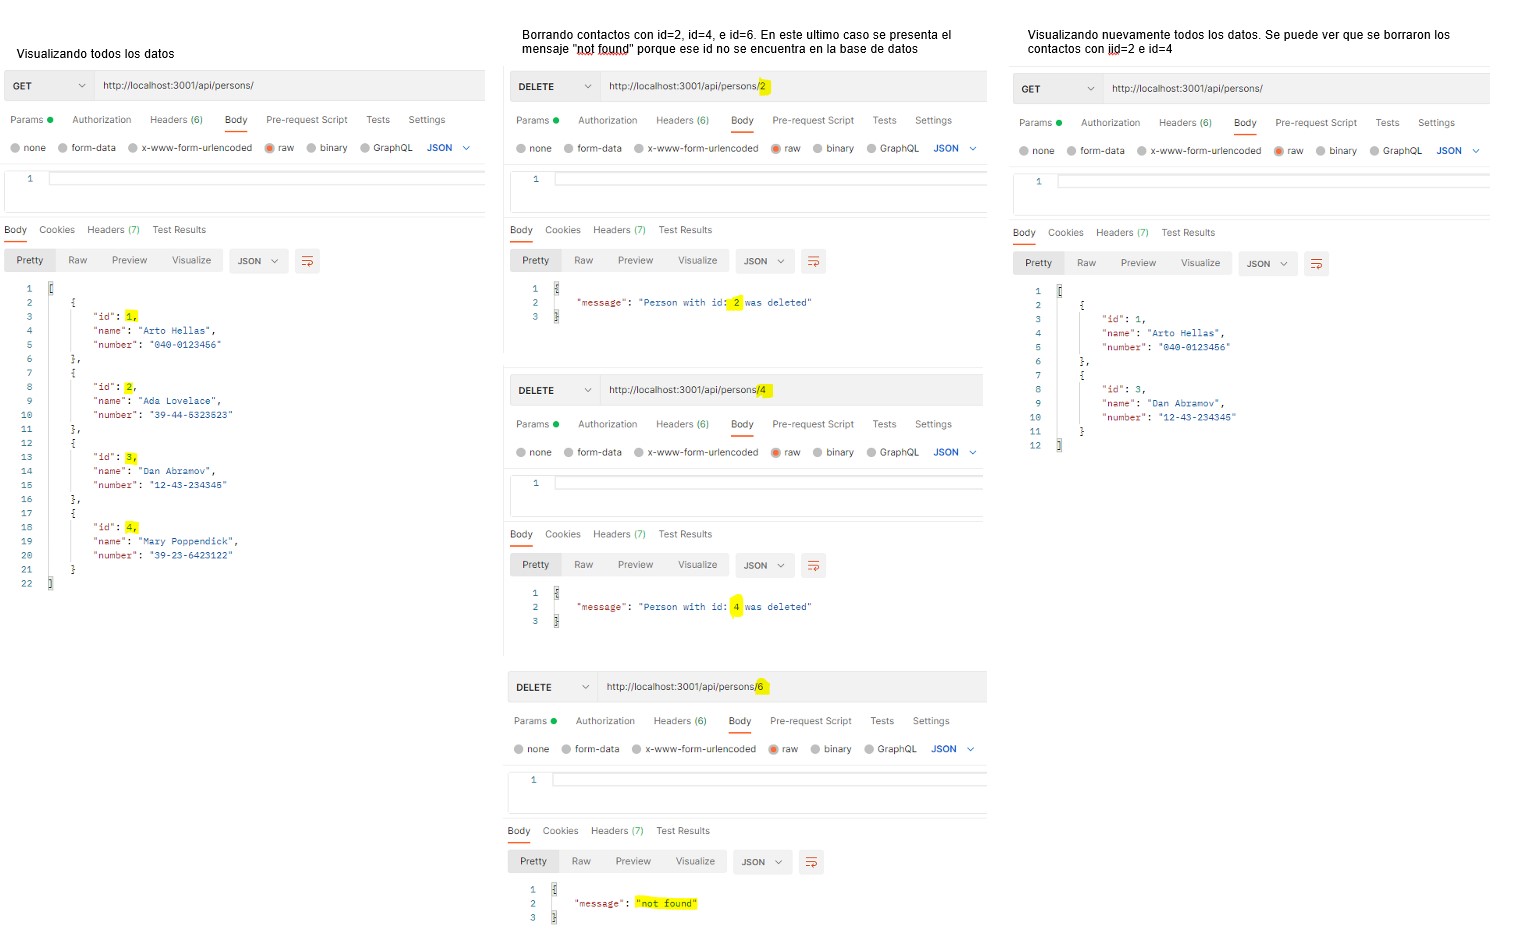 Visualizando todos los datos
GET
http://localhost:3001/api/persons/
Params Authorization Headers (6) Body Pre-request Script Tests Settings
none form-data x-www-form-urlencoded raw binary GraphQL JSON
1
Body Cookies Headers (7) Test Results
Pretty Raw Preview Visualize JSON
1 [
2 {
3 "id": 1,
4 "name": "Arto Hellas",
5 "number": "040-0123456"
6 },
7 {
8 "id": 2,
9 "name": "Ada Lovelace",
10 "number": "39-44-5323523"
11 },
12 {
13 "id": 3,
14 "name": "Dan Abramov",
15 "number": "12-43-234345"
16 },
17 {
18 "id": 4,
19 "name": "Mary Poppendick",
20 "number": "39-23-6423122"
21 }
22 ]
Borrando contactos con id=2, id=4, e id=6. En este ultimo caso se presenta el
mensaje "not found" porque ese id no se encuentra en la base de datos
DELETE
http://localhost:3001/api/persons/2
Params Authorization Headers (6) Body Pre-request Script Tests Settings
none form-data x-www-form-urlencoded raw binary GraphQL JSON
1
Body Cookies Headers (7) Test Results
Pretty Raw Preview Visualize JSON
1 {
2 "message": "Person with id: 2 was deleted"
3 }
DELETE
http://localhost:3001/api/persons/4
Params Authorization Headers (6) Body Pre-request Script Tests Settings
none form-data x-www-form-urlencoded raw binary GraphQL JSON
1
Body Cookies Headers (7) Test Results
Pretty Raw Preview Visualize JSON
1 {
2 "message": "Person with id: 4 was deleted"
3 }
DELETE
http://localhost:3001/api/persons/6
Params Authorization Headers (6) Body Pre-request Script Tests Settings
none form-data x-www-form-urlencoded raw binary GraphQL JSON
1
Body Cookies Headers (7) Test Results
Pretty Raw Preview Visualize JSON
1 {
2 "message": "not found"
3 }
Visualizando nuevamente todos los datos. Se puede ver que se borraron los
contactos con iid=2 e id=4
GET
http://localhost:3001/api/persons/
Params Authorization Headers (6) Body Pre-request Script Tests Settings
none form-data x-www-form-urlencoded raw binary GraphQL JSON
1
Body Cookies Headers (7) Test Results
Pretty Raw Preview Visualize JSON
1 [
2 {
3 "id": 1,
4 "name": "Arto Hellas",
5 "number": "040-0123456"
6 },
7 {
8 "id": 3,
9 "name": "Dan Abramov",
10 "number": "12-43-234345"
11 }
12 ]